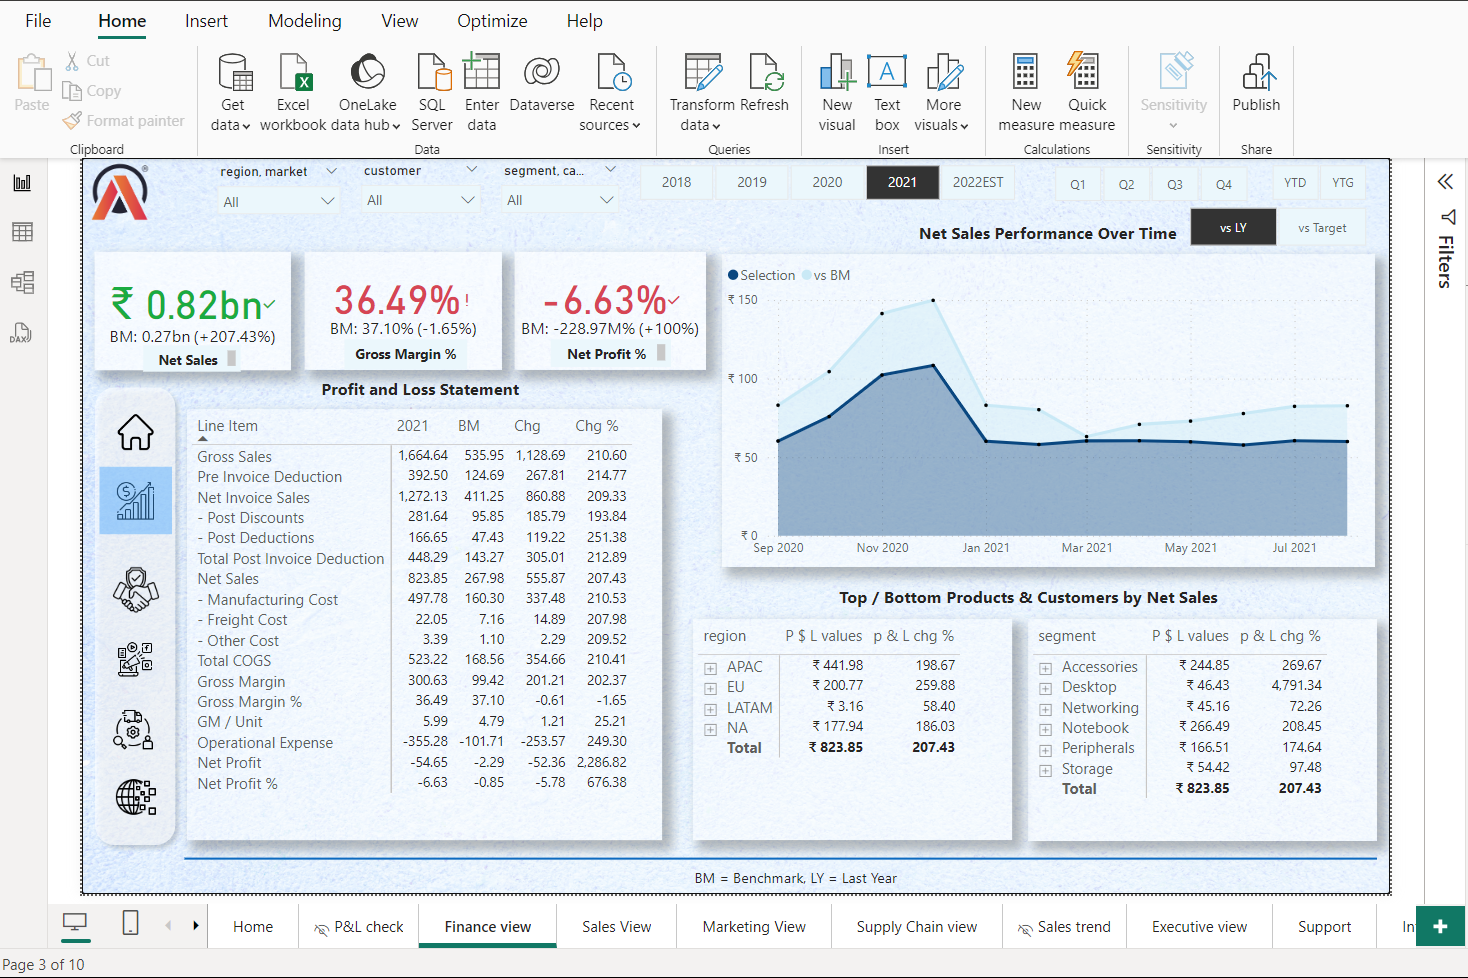 File Home Insert Modeling View Optimize Help
Paste
Cut
Copy
Format painter
Clipboard
Get data
Excel workbook
OneLake data hub
SQL Server
Enter data
Dataverse
Recent sources
Data
Transform data
Refresh
Queries
New visual
Text box
More visuals
Insert
New measure
Quick measure
Calculations
Sensitivity
Sensitivity
Publish
Share
region, market
All
customer
All
segment, ca...
All
2018 2019 2020 2021 2022EST
Q1 Q2 Q3 Q4 YTD YTG
Net Sales Performance Over Time
vs LY vs Target
Filters
₹ 0.82bn
BM: 0.27bn (+207.43%)
Net Sales
36.49%!
BM: 37.10% (-1.65%)
Gross Margin %
-6.63%
BM: -228.97M% (+100%)
Net Profit %
Selection vs BM
₹ 150
₹ 100
₹ 50
₹ 0
Sep 2020 Nov 2020 Jan 2021 Mar 2021 May 2021 Jul 2021
Profit and Loss Statement
Line Item 2021 BM Chg Chg %
Gross Sales 1,664.64 535.95 1,128.69 210.60
Pre Invoice Deduction 392.50 124.69 267.81 214.77
Net Invoice Sales 1,272.13 411.25 860.88 209.33
- Post Discounts 281.64 95.85 185.79 193.84
- Post Deductions 166.65 47.43 119.22 251.38
Total Post Invoice Deduction 448.29 143.27 305.01 212.89
Net Sales 823.85 267.98 555.87 207.43
- Manufacturing Cost 497.78 160.30 337.48 210.53
- Freight Cost 22.05 7.16 14.89 207.98
- Other Cost 3.39 1.10 2.29 209.52
Total COGS 523.22 168.56 354.66 210.41
Gross Margin 300.63 99.42 201.21 202.37
Gross Margin % 36.49 37.10 -0.61 -1.65
GM / Unit 5.99 4.79 1.21 25.21
Operational Expense -355.28 -101.71 -253.57 249.30
Net Profit -54.65 -2.29 -52.36 2,286.82
Net Profit % -6.63 -0.85 -5.78 676.38
Top / Bottom Products & Customers by Net Sales
region P $ L values p & L chg %
APAC ₹ 441.98 198.67
EU ₹ 200.77 259.88
LATAM ₹ 3.16 58.40
NA ₹ 177.94 186.03
Total ₹ 823.85 207.43
segment P $ L values p & L chg %
Accessories ₹ 244.85 269.67
Desktop ₹ 46.43 4,791.34
Networking ₹ 45.16 72.26
Notebook ₹ 266.49 208.45
Peripherals ₹ 166.51 174.64
Storage ₹ 54.42 97.48
Total ₹ 823.85 207.43
BM = Benchmark, LY = Last Year
Home P&L check Finance view Sales View Marketing View Supply Chain view Sales trend Executive view Support In
Page 3 of 10
DAX